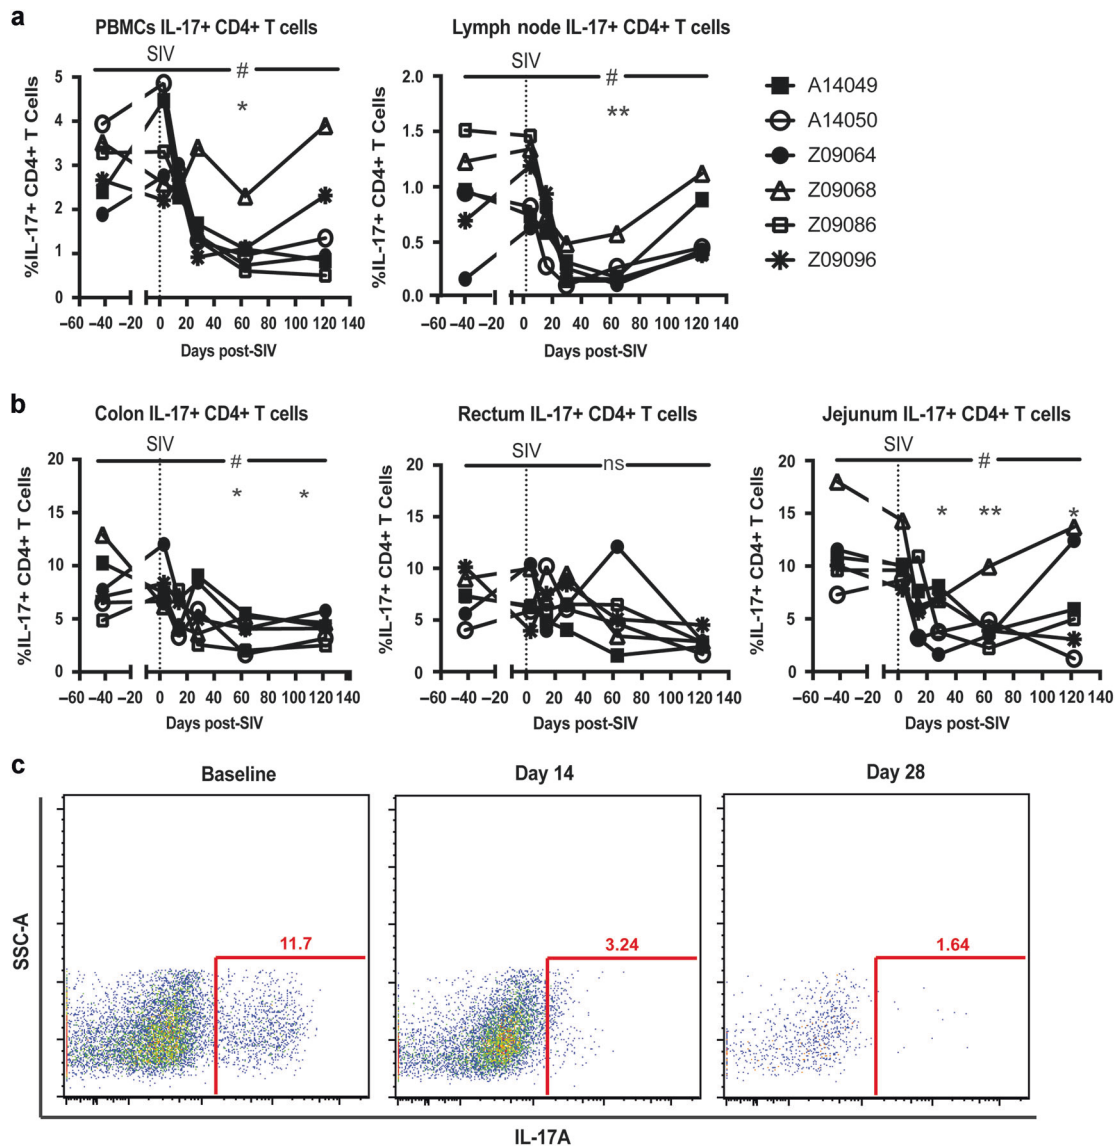 a
PBMCs IL-17+ CD4+ T cells
SIV
#
*
%IL-17+ CD4+ T Cells
5
4
3
2
1
0
–60 –40 –20 0 20 40 60 80 100 120 140
Days post-SIV
Lymph node IL-17+ CD4+ T cells
SIV
#
**
%IL-17+ CD4+ T Cells
2.0
1.5
1.0
0.5
0.0
–60 –40 –20 0 20 40 60 80 100 120 140
Days post-SIV
A14049
A14050
Z09064
Z09068
Z09086
Z09096
b
Colon IL-17+ CD4+ T cells
SIV
#
* *
%IL-17+ CD4+ T Cells
20
15
10
5
0
–60 –40 –20 0 20 40 60 80 100 120 140
Days post-SIV
Rectum IL-17+ CD4+ T cells
SIV
ns
%IL-17+ CD4+ T Cells
20
15
10
5
0
–60 –40 –20 0 20 40 60 80 100 120 140
Days post-SIV
Jejunum IL-17+ CD4+ T cells
SIV
#
* ** *
%IL-17+ CD4+ T Cells
20
15
10
5
0
–60 –40 –20 0 20 40 60 80 100 120 140
Days post-SIV
c
Baseline
Day 14
Day 28
SSC-A
11.7
3.24
1.64
IL-17A